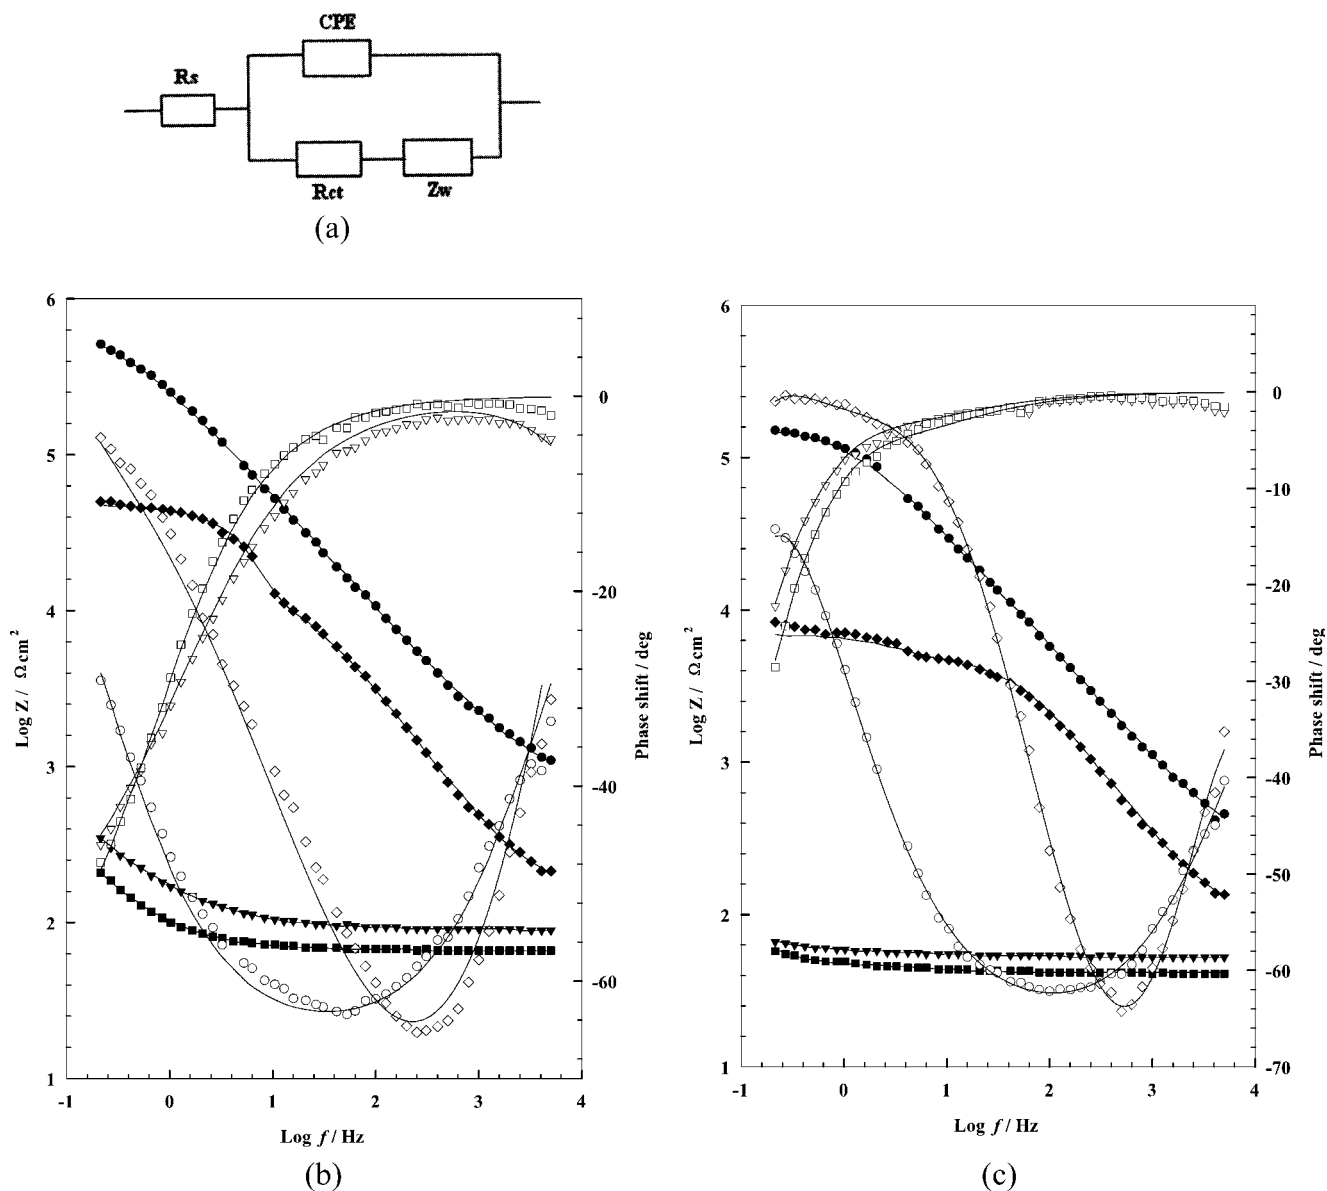 CPE
Rs
Rct
Zw
(a)
6
5
4
3
2
1
-1
0
1
2
3
4
0
-20
-40
-60
Log Z / Ω cm²
Phase shift / deg
Log f / Hz
(b)
6
5
4
3
2
1
-1
0
1
2
3
4
0
-10
-20
-30
-40
-50
-60
-70
Log Z / Ω cm²
Phase shift / deg
Log f / Hz
(c)